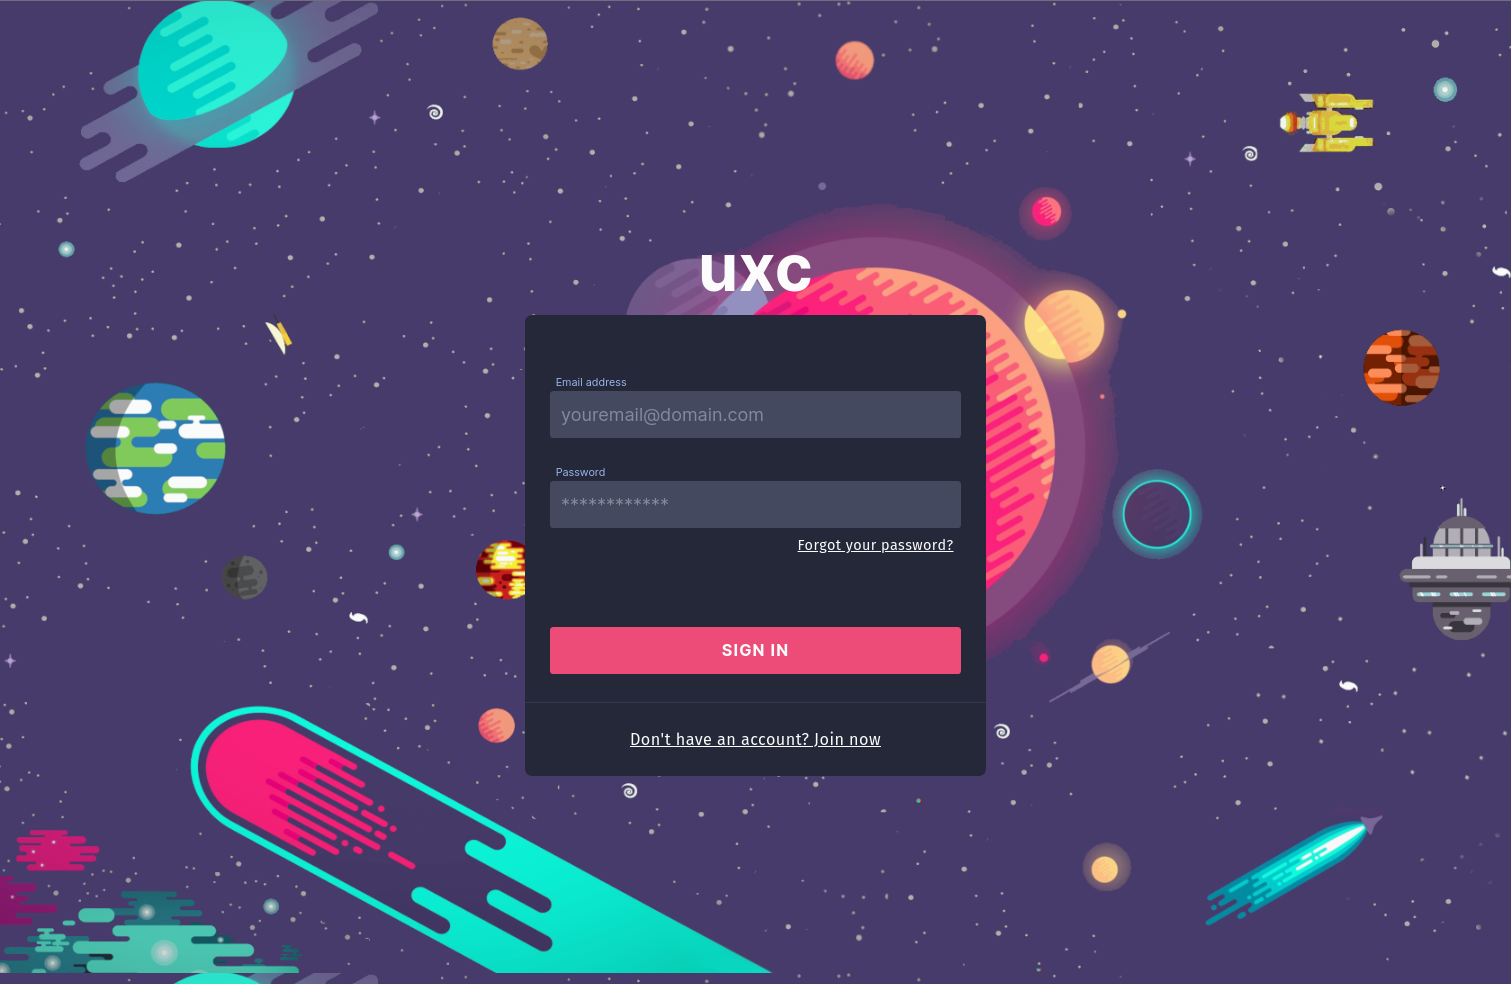 uxc
Email address
youremail@domain.com
Password
************
Forgot your password?
SIGN IN
Don't have an account? Join now